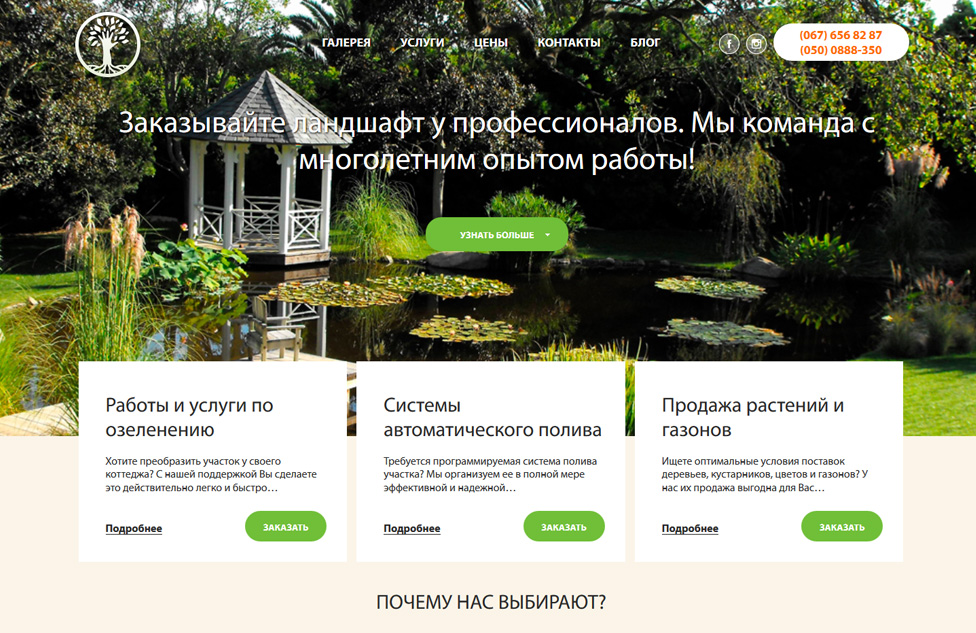 ГАЛЕРЕЯ УСЛУГИ ЦЕНЫ КОНТАКТЫ БЛОГ
(067) 656 82 87
(050) 0888-350
Заказывайте ландшафт у профессионалов. Мы команда с
многолетним опытом работы!
УЗНАТЬ БОЛЬШЕ
Работы и услуги по
озеленению
Хотите преобразить участок у своего
коттеджа? С нашей поддержкой Вы сделаете
это действительно легко и быстро…
Подробнее ЗАКАЗАТЬ
Системы
автоматического полива
Требуется программируемая система полива
участка? Мы организуем ее в полной мере
эффективной и надежной…
Подробнее ЗАКАЗАТЬ
Продажа растений и
газонов
Ищете оптимальные условия поставок
деревьев, кустарников, цветов и газонов? У
нас их продажа выгодна для Вас…
Подробнее ЗАКАЗАТЬ
ПОЧЕМУ НАС ВЫБИРАЮТ?